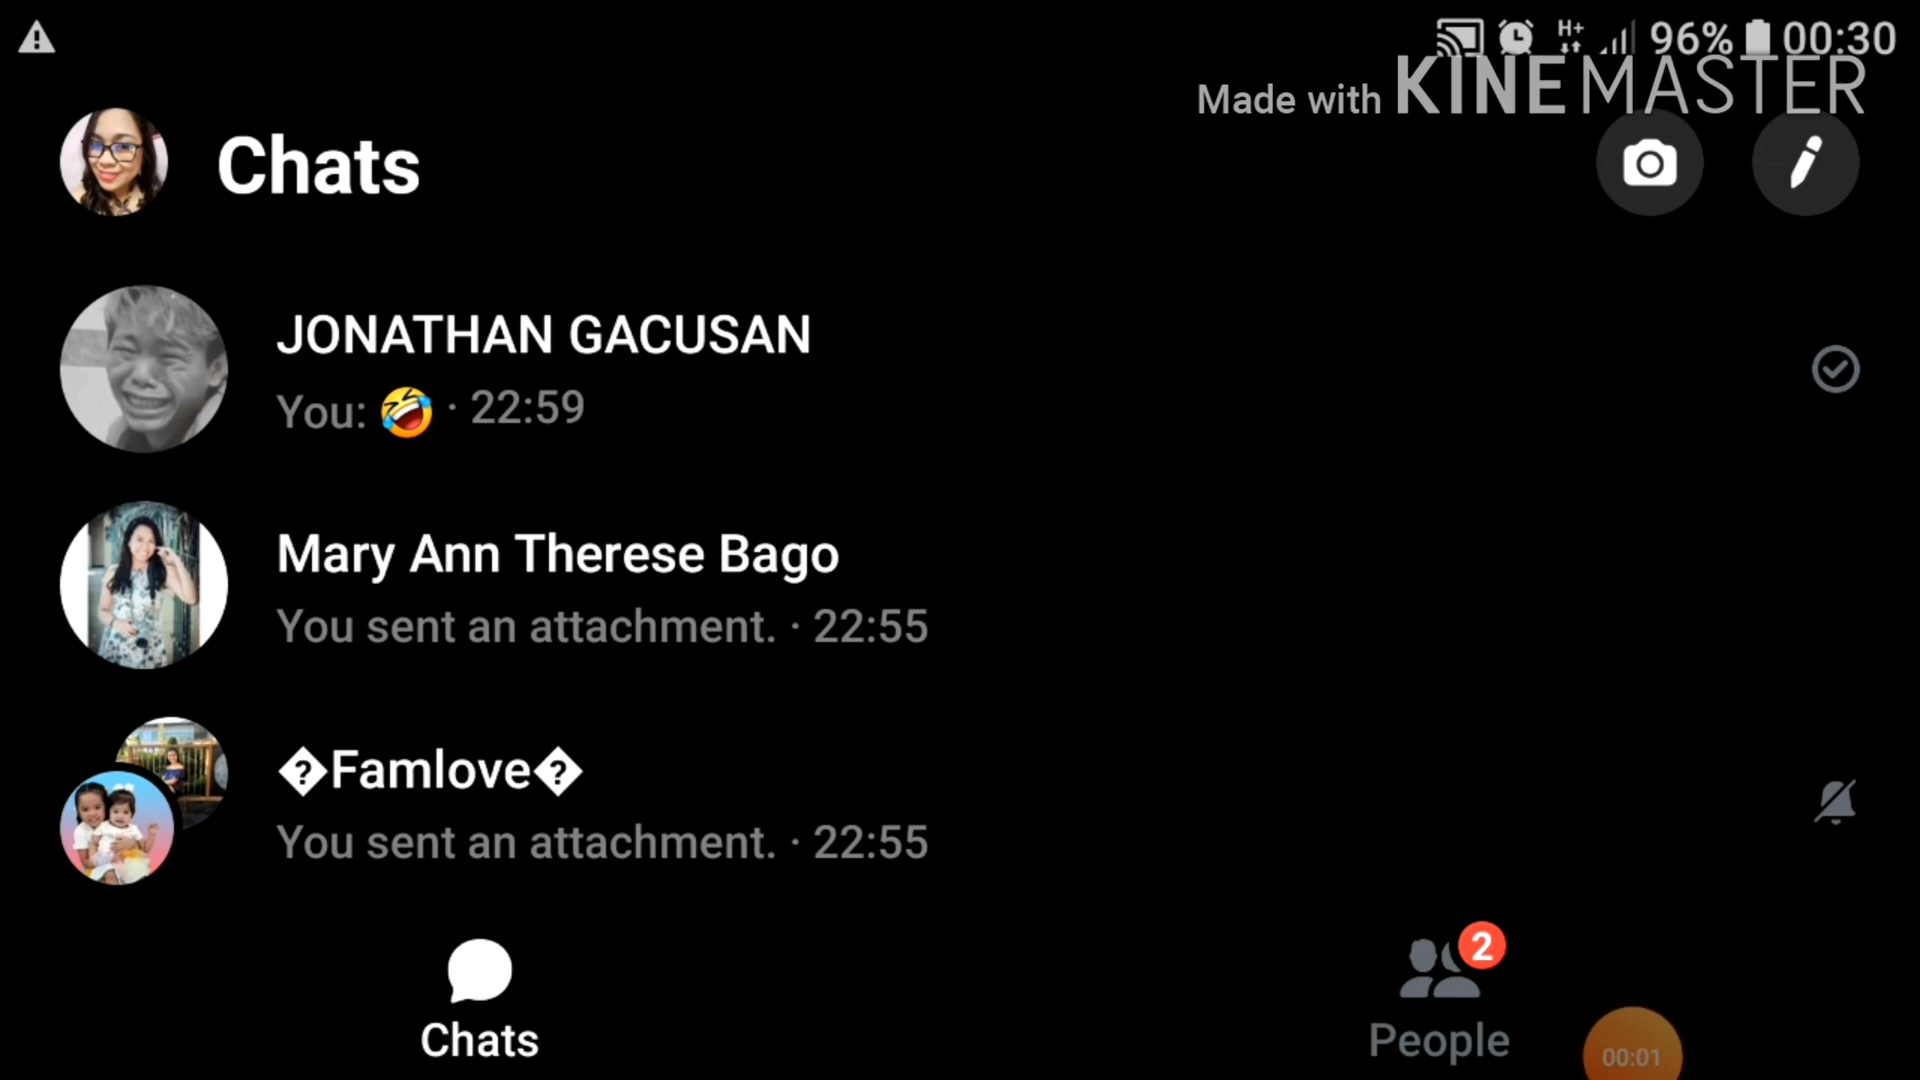 H+ 96% 00:30
Made with KINEMASTER
Chats
JONATHAN GACUSAN
You: 🤣 · 22:59
Mary Ann Therese Bago
You sent an attachment. · 22:55
�Famlove�
You sent an attachment. · 22:55
2
Chats
People
00:01